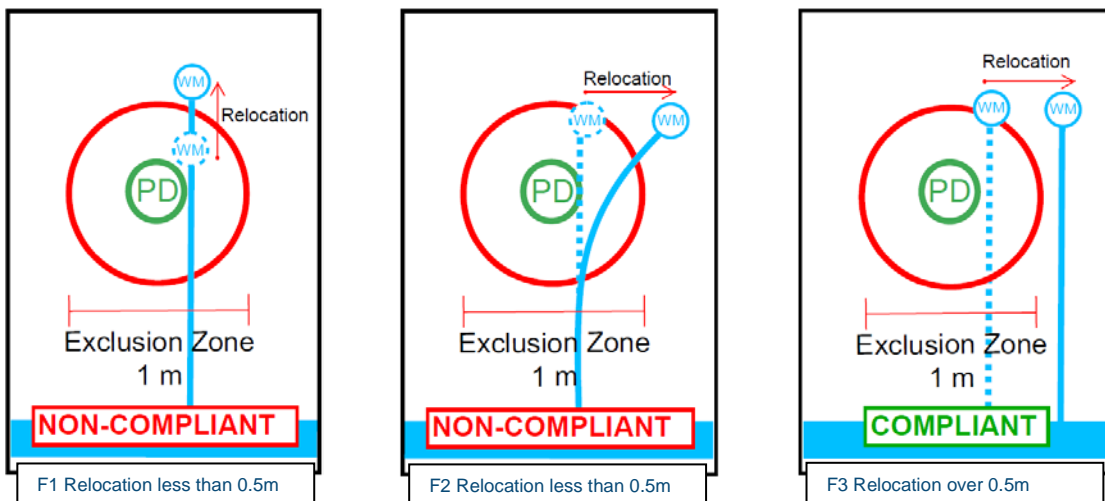 WM
Relocation
WM
PD
Exclusion Zone
1 m
NON-COMPLIANT
F1 Relocation less than 0.5m
Relocation
WM
WM
PD
Exclusion Zone
1 m
NON-COMPLIANT
F2 Relocation less than 0.5m
Relocation
WM
WM
PD
Exclusion Zone
1 m
COMPLIANT
F3 Relocation over 0.5m